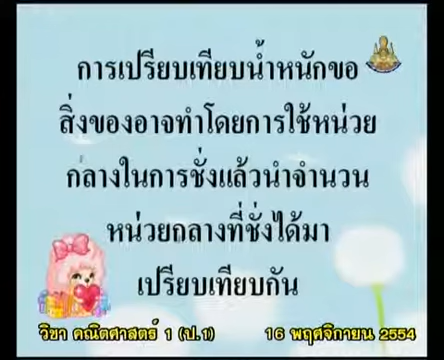 การเปรียบเทียบน้ำหนักขอ
สิ่งของอาจทำโดยการใช้หน่วย
กลางในการชั่งแล้วนำจำนวน
หน่วยกลางที่ชั่งได้มา
เปรียบเทียบกัน
วิชา คณิตศาสตร์ 1 (ป.1) 16 พฤศจิกายน 2554